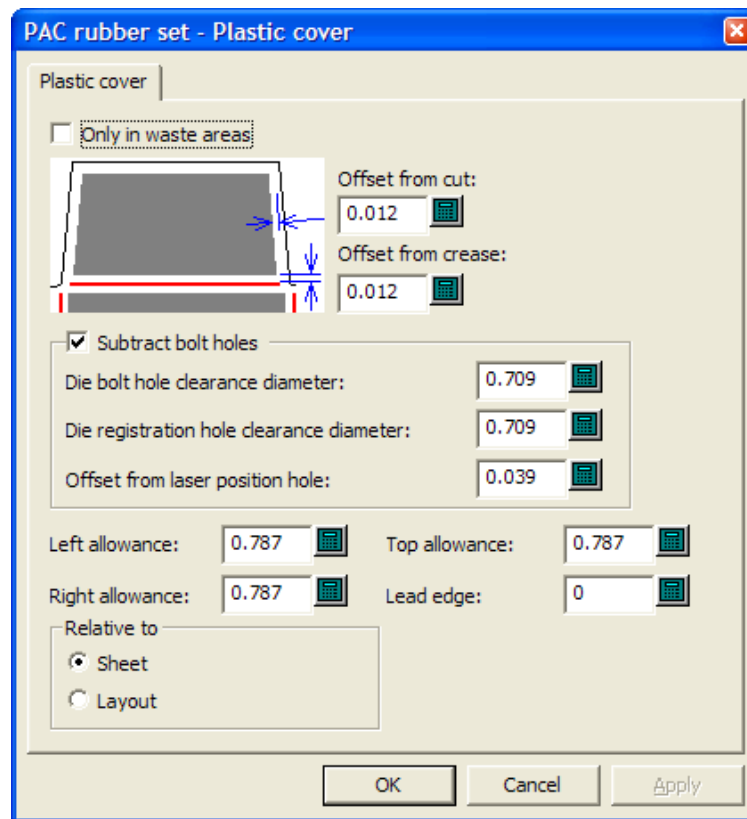 PAC rubber set - Plastic cover
Plastic cover
Only in waste areas
Offset from cut:
0.012
Offset from crease:
0.012
Subtract bolt holes
Die bolt hole clearance diameter: 0.709
Die registration hole clearance diameter: 0.709
Offset from laser position hole: 0.039
Left allowance: 0.787 Top allowance: 0.787
Right allowance: 0.787 Lead edge: 0
Relative to
Sheet
Layout
OK Cancel Apply